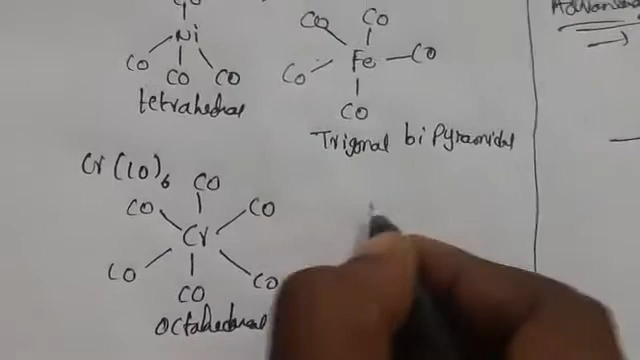 CO
Ni
CO CO CO
tetrahedral
CO CO
CO Fe CO
CO
Trigonal bi Pyramidal
Cr(CO)6
CO
CO CO
Cr
CO CO
CO
octahedral